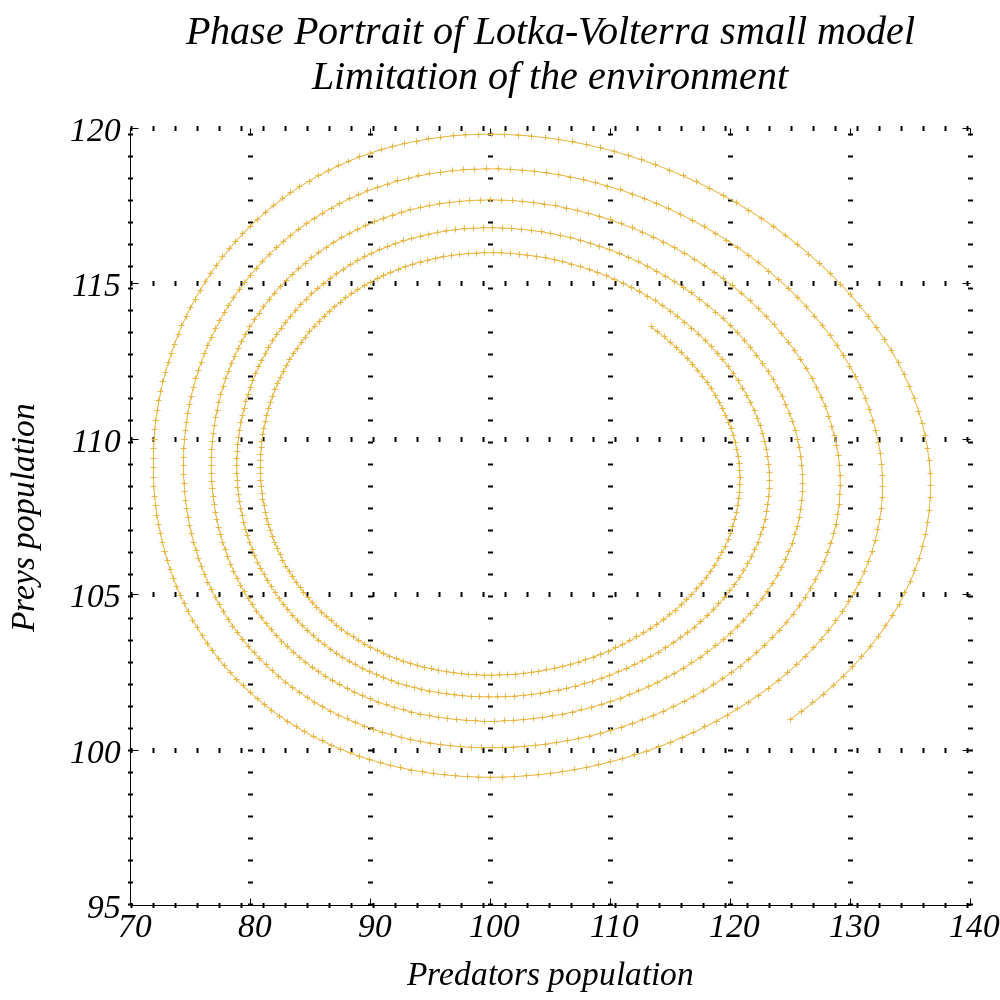 Phase Portrait of Lotka-Volterra small model
Limitation of the environment
120
115
110
105
100
95
Preys population
70 80 90 100 110 120 130 140
Predators population